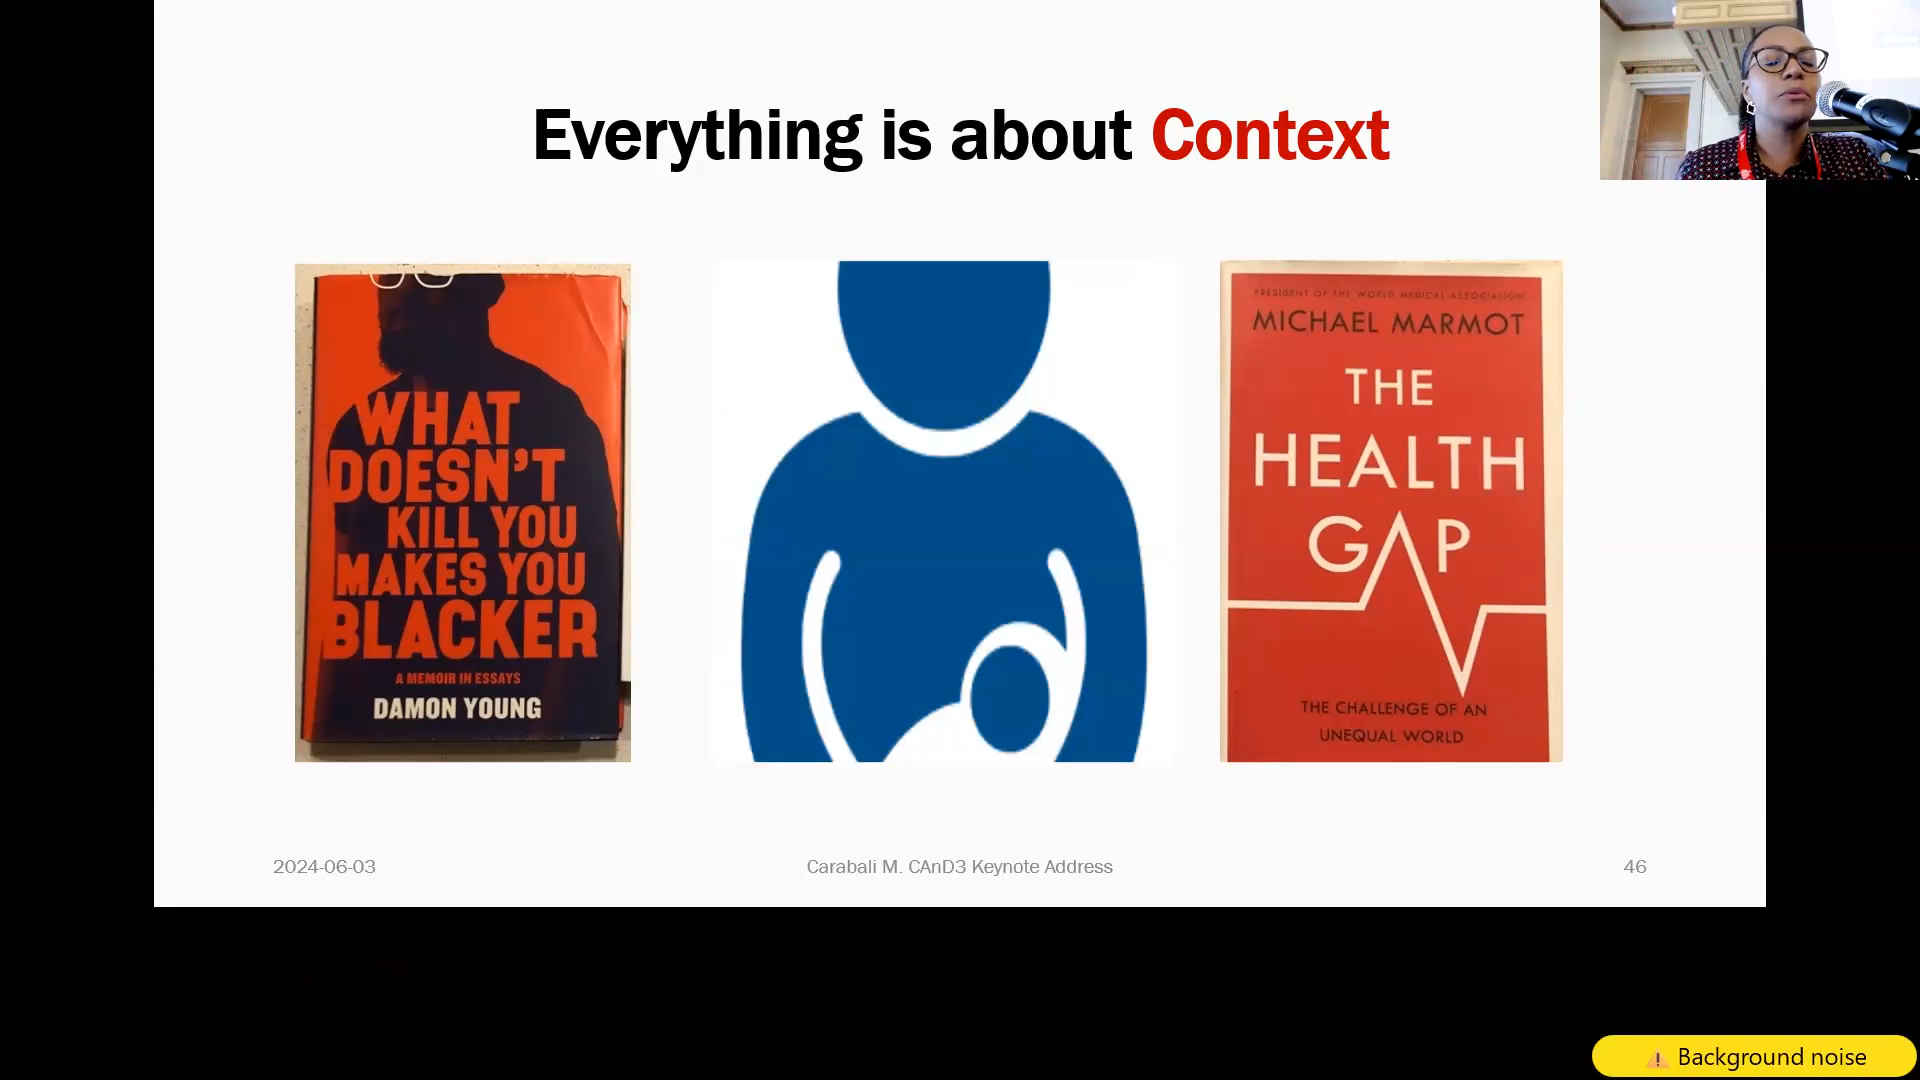 Everything is about Context
WHAT
DOESN'T
KILL YOU
MAKES YOU
BLACKER
A MEMOIR IN ESSAYS
DAMON YOUNG
PRESIDENT OF THE WORLD MEDICAL ASSOCIATION
MICHAEL MARMOT
THE
HEALTH
GAP
THE CHALLENGE OF AN
UNEQUAL WORLD
2024-06-03
Carabali M. CAnD3 Keynote Address
46
Background noise